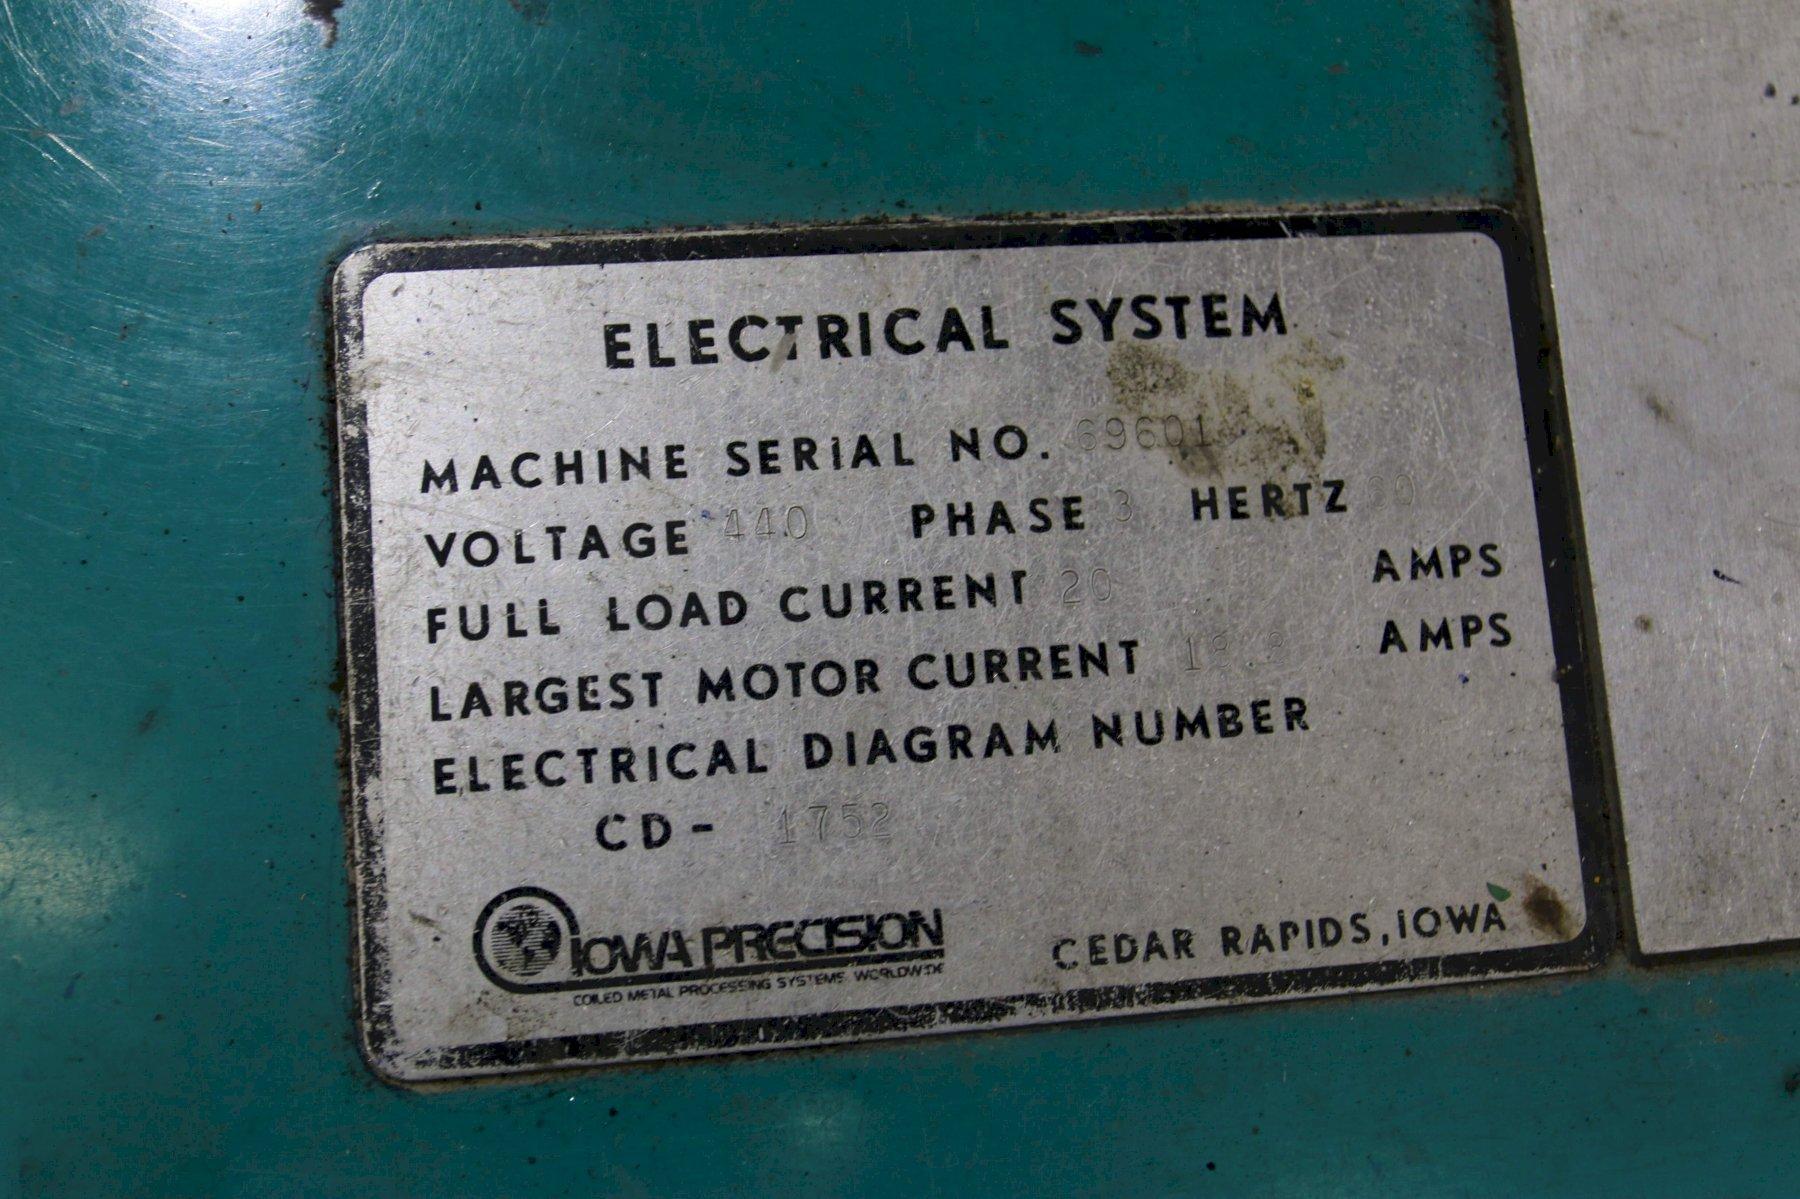 ELECTRICAL SYSTEM
MACHINE SERIAL NO. 69601
VOLTAGE 440 PHASE 3 HERTZ 60
FULL LOAD CURRENT 20 AMPS
LARGEST MOTOR CURRENT AMPS
ELECTRICAL DIAGRAM NUMBER
CD- 1752
IOWA PRECISION
COILED METAL PROCESSING SYSTEMS WORLDWIDE
CEDAR RAPIDS, IOWA